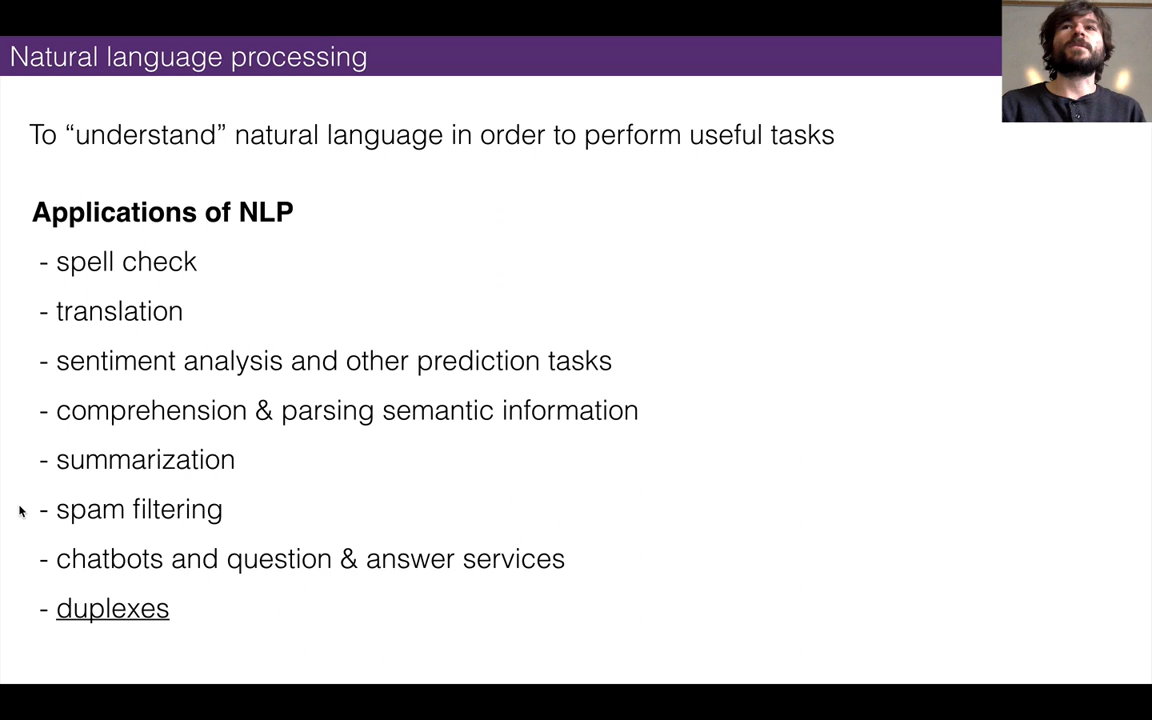 Natural language processing
To “understand” natural language in order to perform useful tasks
Applications of NLP
- spell check
- translation
- sentiment analysis and other prediction tasks
- comprehension & parsing semantic information
- summarization
- spam filtering
- chatbots and question & answer services
- duplexes